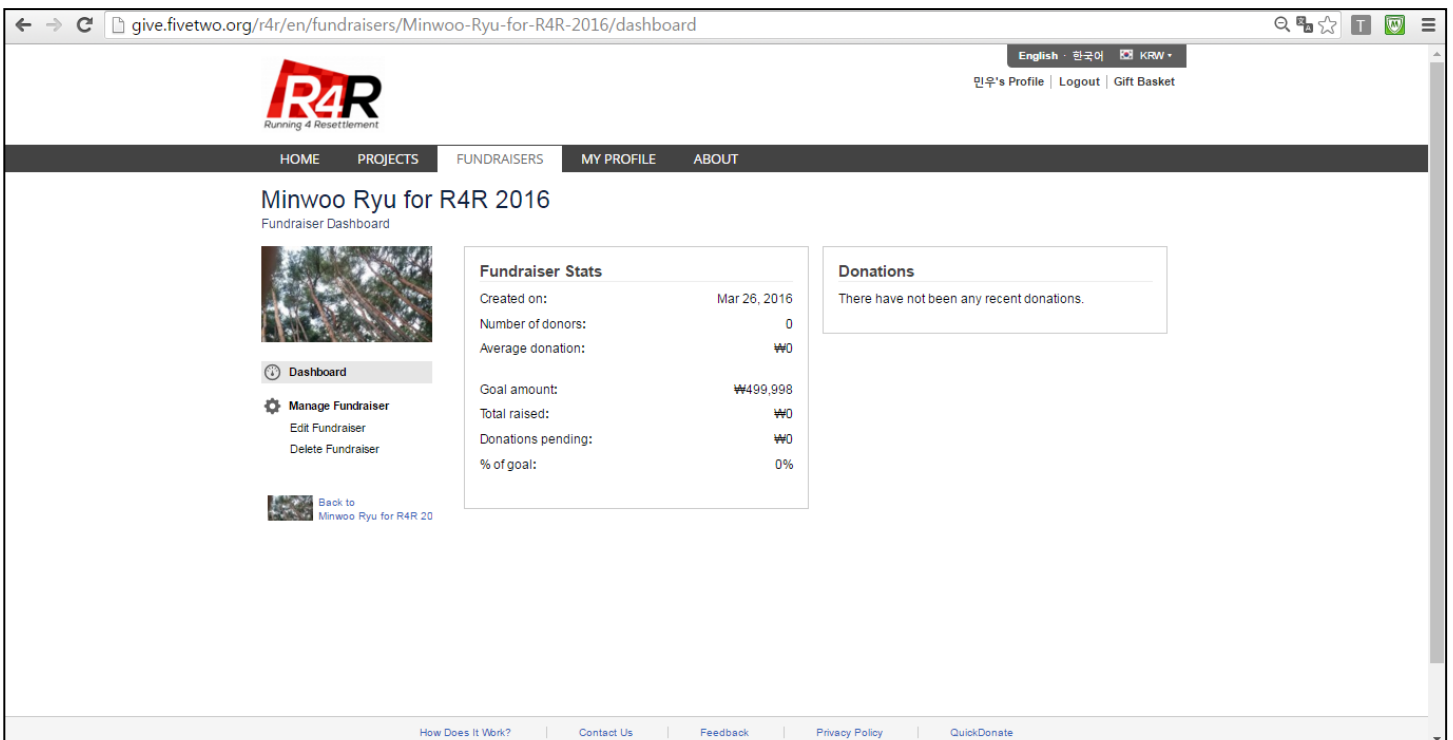 give.fivetwo.org/r4r/en/fundraisers/Minwoo-Ryu-for-R4R-2016/dashboard
T
M
English · 한국어 KRW
민우's Profile | Logout | Gift Basket
R4R
Running 4 Resettlement
HOME PROJECTS FUNDRAISERS MY PROFILE ABOUT
Minwoo Ryu for R4R 2016
Fundraiser Dashboard
Dashboard
Manage Fundraiser
Edit Fundraiser
Delete Fundraiser
Back to
Minwoo Ryu for R4R 20
Fundraiser Stats
Created on: Mar 26, 2016
Number of donors: 0
Average donation: ₩0
Goal amount: ₩499,998
Total raised: ₩0
Donations pending: ₩0
% of goal: 0%
Donations
There have not been any recent donations.
How Does It Work? | Contact Us | Feedback | Privacy Policy | QuickDonate